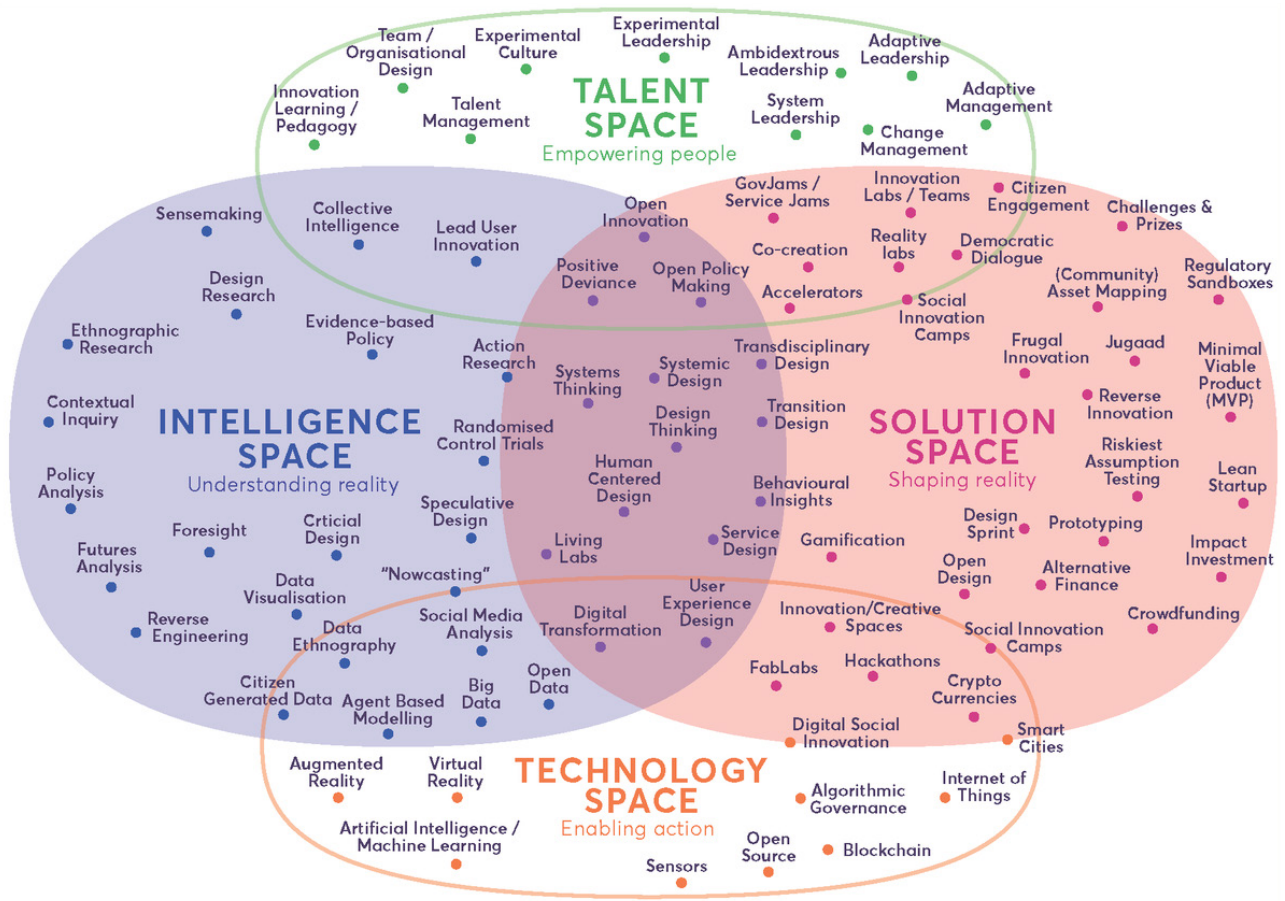 Experimental
Leadership
Team /
Organisational
Design
Experimental
Culture
Ambidextrous
Leadership
Adaptive
Leadership
Innovation
Learning /
Pedagogy
Talent
Management
TALENT
SPACE
Empowering people
System
Leadership
Adaptive
Management
Change
Management
Sensemaking
Collective
Intelligence
Lead User
Innovation
Open
Innovation
GovJams /
Service Jams
Innovation
Labs / Teams
Citizen
Engagement
Challenges &
Prizes
Design
Research
Positive
Deviance
Open Policy
Making
Co-creation
Reality
labs
Democratic
Dialogue
(Community)
Asset Mapping
Regulatory
Sandboxes
Accelerators
Social
Innovation
Camps
Ethnographic
Research
Evidence-based
Policy
Action
Research
Systems
Thinking
Systemic
Design
Transdisciplinary
Design
Frugal
Innovation
Jugaad
Minimal
Viable
Product
(MVP)
Contextual
Inquiry
INTELLIGENCE
SPACE
Understanding reality
Randomised
Control Trials
Design
Thinking
Transition
Design
SOLUTION
SPACE
Shaping reality
Reverse
Innovation
Riskiest
Assumption
Testing
Lean
Startup
Policy
Analysis
Human
Centered
Design
Behavioural
Insights
Foresight
Crticial
Design
Speculative
Design
Living
Labs
Service
Design
Gamification
Design
Sprint
Prototyping
Impact
Investment
Futures
Analysis
Data
Visualisation
"Nowcasting"
User
Experience
Design
Open
Design
Alternative
Finance
Reverse
Engineering
Data
Ethnography
Social Media
Analysis
Digital
Transformation
Innovation/Creative
Spaces
Social Innovation
Camps
Crowdfunding
Citizen
Generated Data
Agent Based
Modelling
Big
Data
Open
Data
FabLabs
Hackathons
Crypto
Currencies
Digital Social
Innovation
Smart
Cities
Augmented
Reality
Virtual
Reality
TECHNOLOGY
SPACE
Enabling action
Algorithmic
Governance
Internet of
Things
Artificial Intelligence /
Machine Learning
Sensors
Open
Source
Blockchain